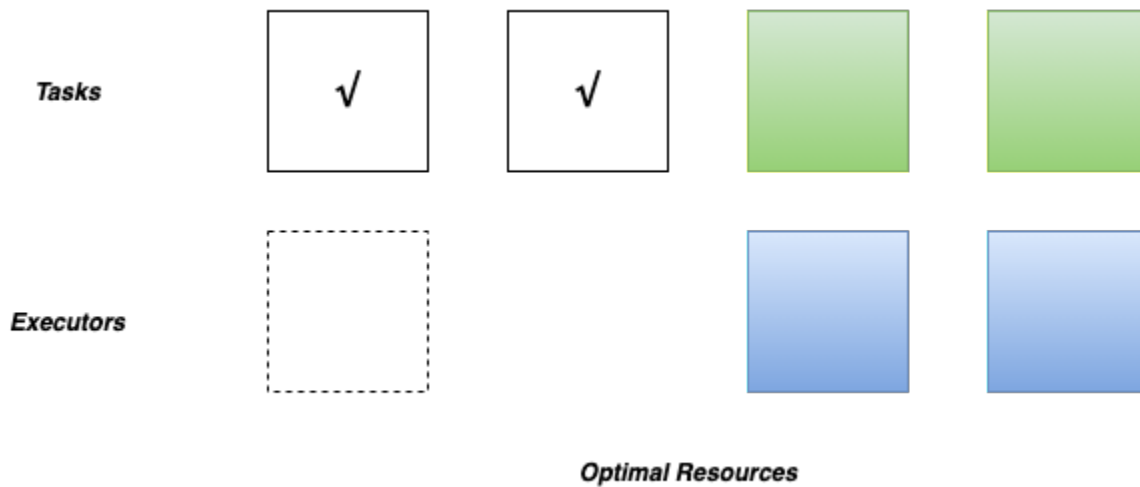 Tasks
√ √
Executors
Optimal Resources